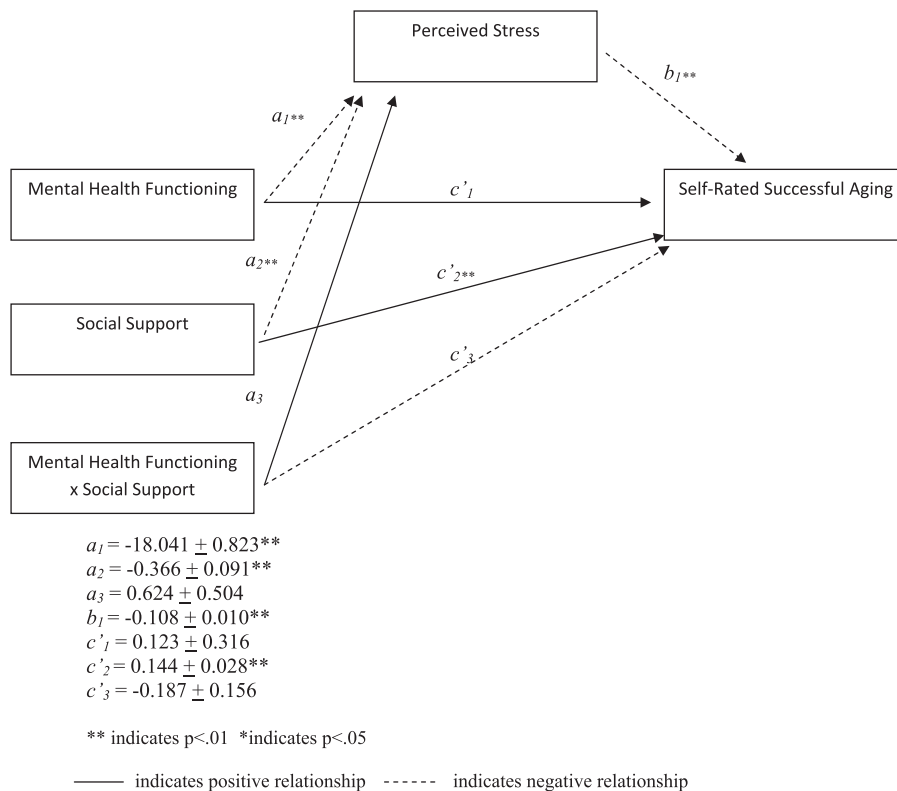 Perceived Stress
b1**
a1**
Mental Health Functioning
c'1
Self-Rated Successful Aging
a2**
c'2**
Social Support
c'3
a3
Mental Health Functioning
x Social Support
a1 = -18.041 ± 0.823**
a2 = -0.366 ± 0.091**
a3 = 0.624 ± 0.504
b1 = -0.108 ± 0.010**
c'1 = 0.123 ± 0.316
c'2 = 0.144 ± 0.028**
c'3 = -0.187 ± 0.156
** indicates p<.01 *indicates p<.05
indicates positive relationship indicates negative relationship